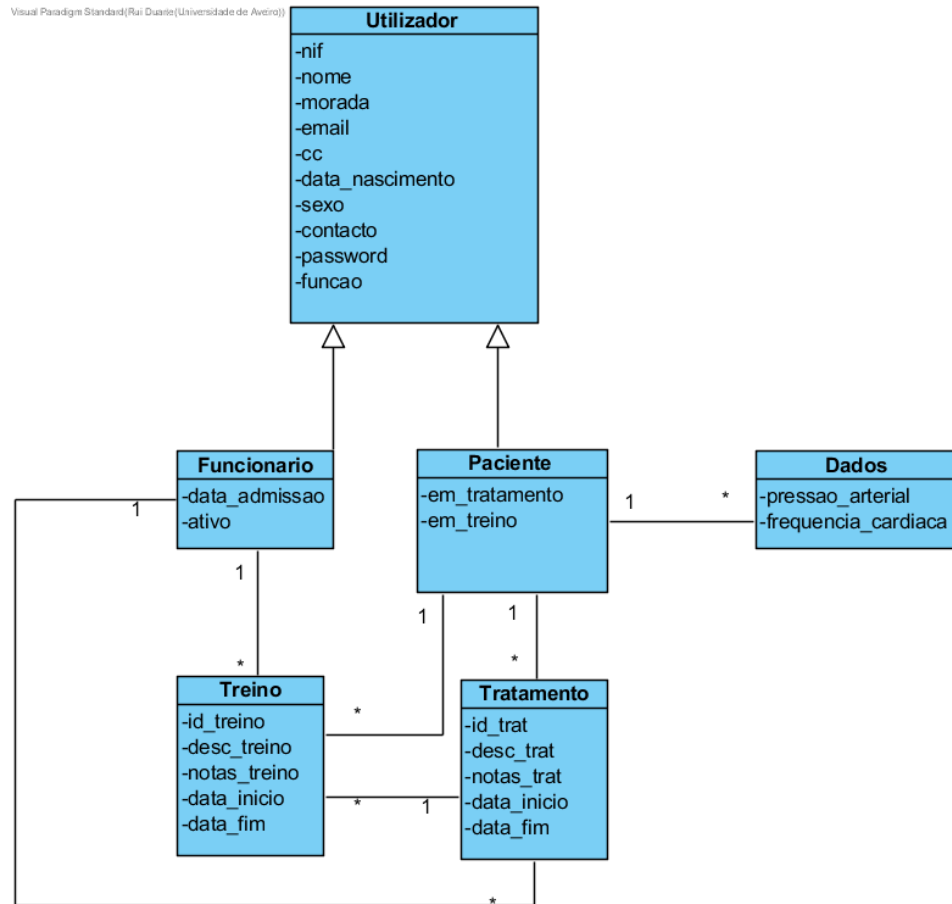 Visual Paradigm Standard(Rui Duarte(Universidade de Aveiro))
Utilizador
-nif
-nome
-morada
-email
-cc
-data_nascimento
-sexo
-contacto
-password
-funcao
Funcionario
-data_admissao
-ativo
Paciente
-em_tratamento
-em_treino
Dados
-pressao_arterial
-frequencia_cardiaca
1
1
*
1
1
1
*
*
Treino
-id_treino
-desc_treino
-notas_treino
-data_inicio
-data_fim
Tratamento
-id_trat
-desc_trat
-notas_trat
-data_inicio
-data_fim
*
*
1
*